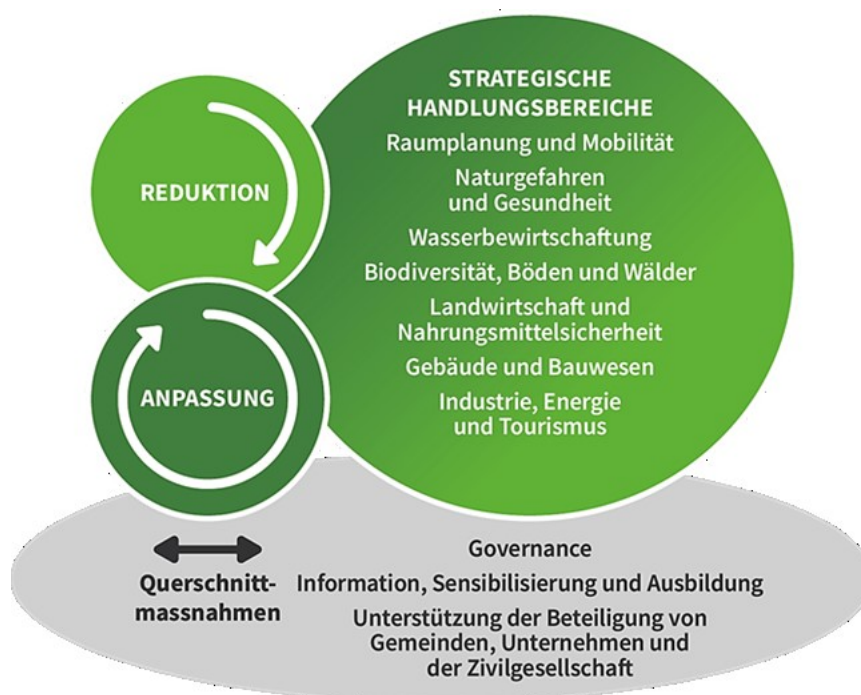 STRATEGISCHE
HANDLUNGSBEREICHE
Raumplanung und Mobilität
Naturgefahren
und Gesundheit
Wasserbewirtschaftung
Biodiversität, Böden und Wälder
Landwirtschaft und
Nahrungsmittelsicherheit
Gebäude und Bauwesen
Industrie, Energie
und Tourismus
REDUKTION
ANPASSUNG
Querschnitt-
massnahmen
Governance
Information, Sensibilisierung und Ausbildung
Unterstützung der Beteiligung von
Gemeinden, Unternehmen und
der Zivilgesellschaft